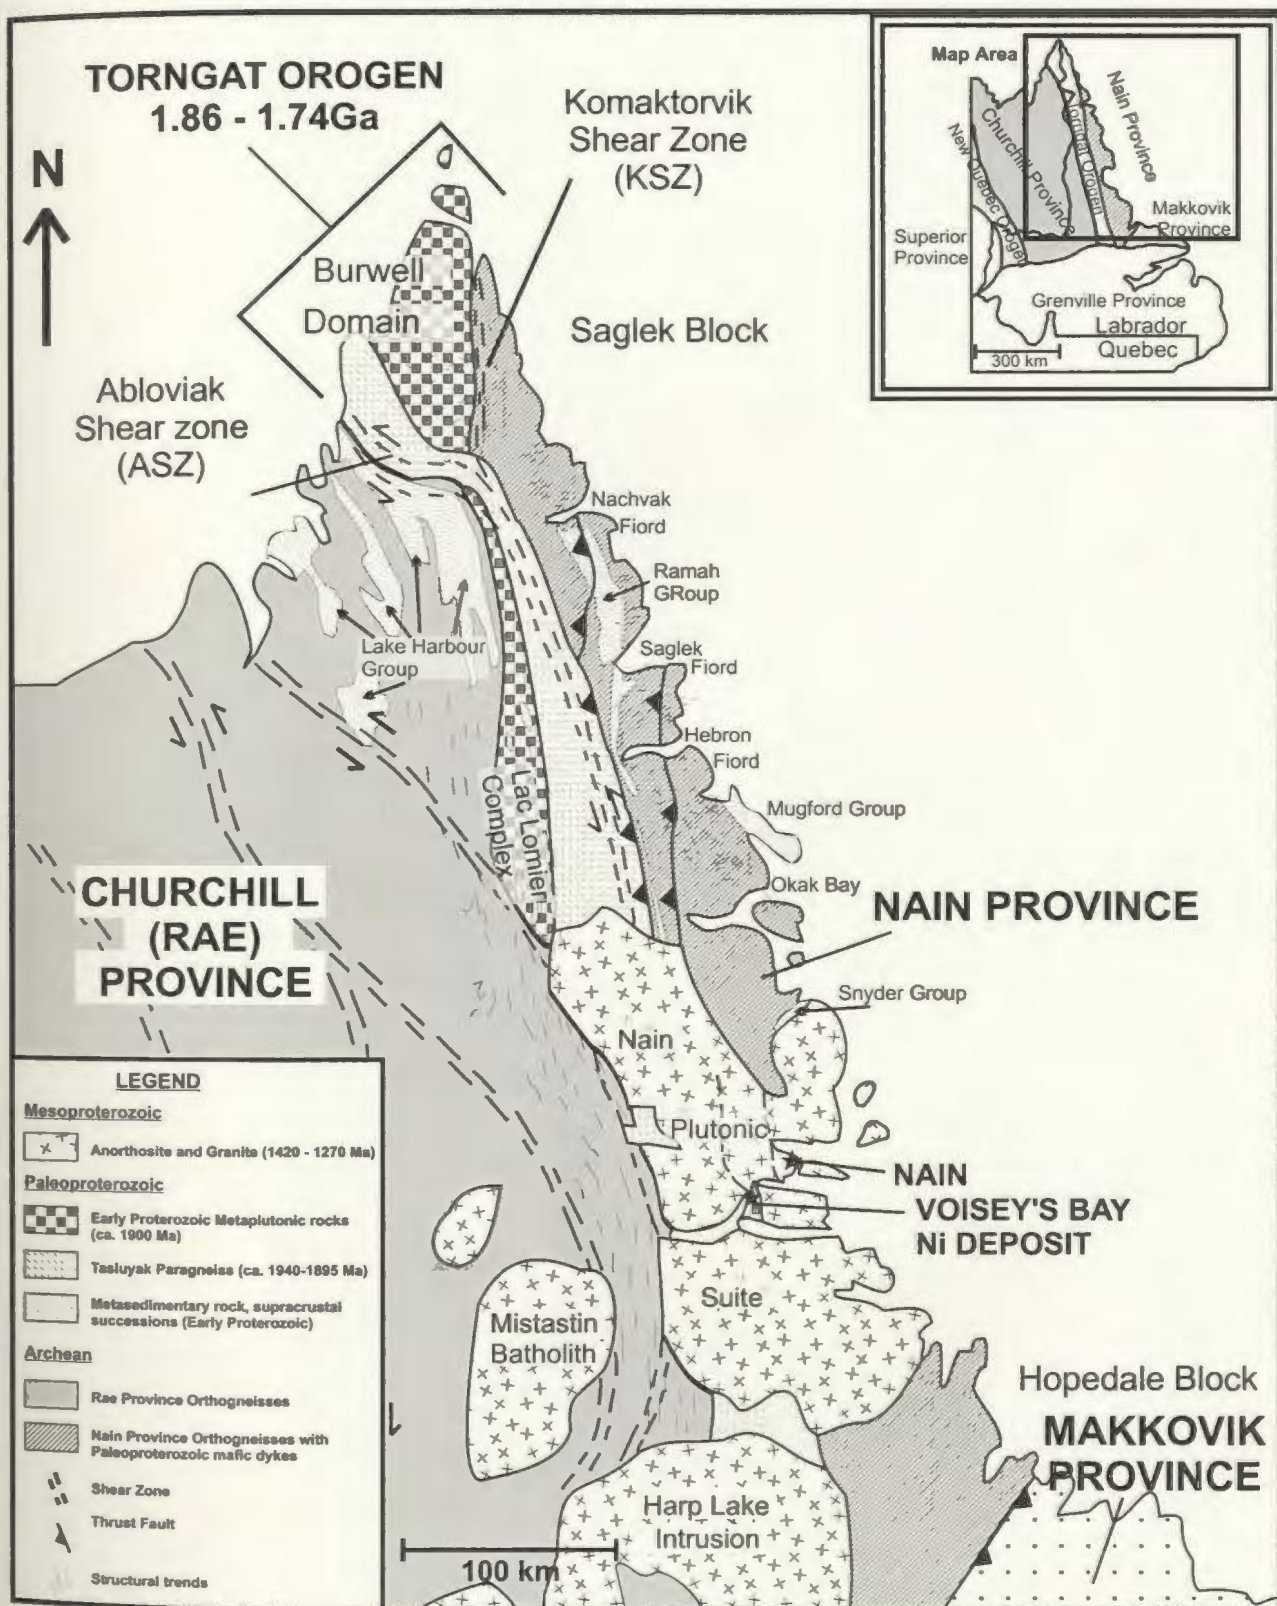 TORNGAT OROGEN
1.86 - 1.74Ga
Komaktorvik
Shear Zone
(KSZ)
N
Burwell
Domain
Saglek Block
Abloviak
Shear zone
(ASZ)
Map Area
Nain Province
Torngat Orogen
Churchill Province
New Quebec Orogen
Makkovik
Province
Superior
Province
Grenville Province
Labrador
Quebec
300 km
Nachvak
Fiord
Ramah
GRoup
Saglek
Fiord
Lake Harbour
Group
Hebron
Fiord
Mugford Group
Lac Lomier
Complex
Okak Bay
CHURCHILL
(RAE)
PROVINCE
NAIN PROVINCE
Snyder Group
Nain
Plutonic
Suite
NAIN
VOISEY'S BAY
Ni DEPOSIT
Mistastin
Batholith
Hopedale Block
MAKKOVIK
PROVINCE
Harp Lake
Intrusion
100 km
LEGEND
Mesoproterozoic
Anorthosite and Granite (1420 - 1270 Ma)
Paleoproterozoic
Early Proterozoic Metaplutonic rocks
(ca. 1900 Ma)
Tasiuyak Paragneiss (ca. 1940-1895 Ma)
Metasedimentary rock, supracrustal
successions (Early Proterozoic)
Archean
Rae Province Orthogneisses
Nain Province Orthogneisses with
Paleoproterozoic mafic dykes
Shear Zone
Thrust Fault
Structural trends